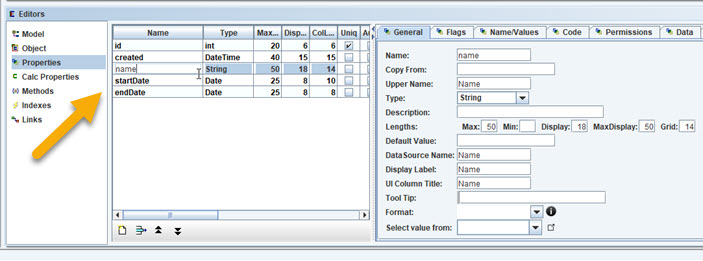 Editors
Model
Object
Properties
Calc Properties
Methods
Indexes
Links
Name Type Max... Disp... ColL... Uniq
id int 20 6 6
created DateTime 40 15 15
name String 50 18 14
startDate Date 25 8 10
endDate Date 25 8 8
General Flags Name/Values Code Permissions Data
Name: name
Copy From:
Upper Name: Name
Type: String
Description:
Lengths: Max: 50 Min: Display: 18 MaxDisplay: 50 Grid: 14
Default Value:
DataSource Name: Name
Display Label: Name
UI Column Title: Name
Tool Tip:
Format:
Select value from: